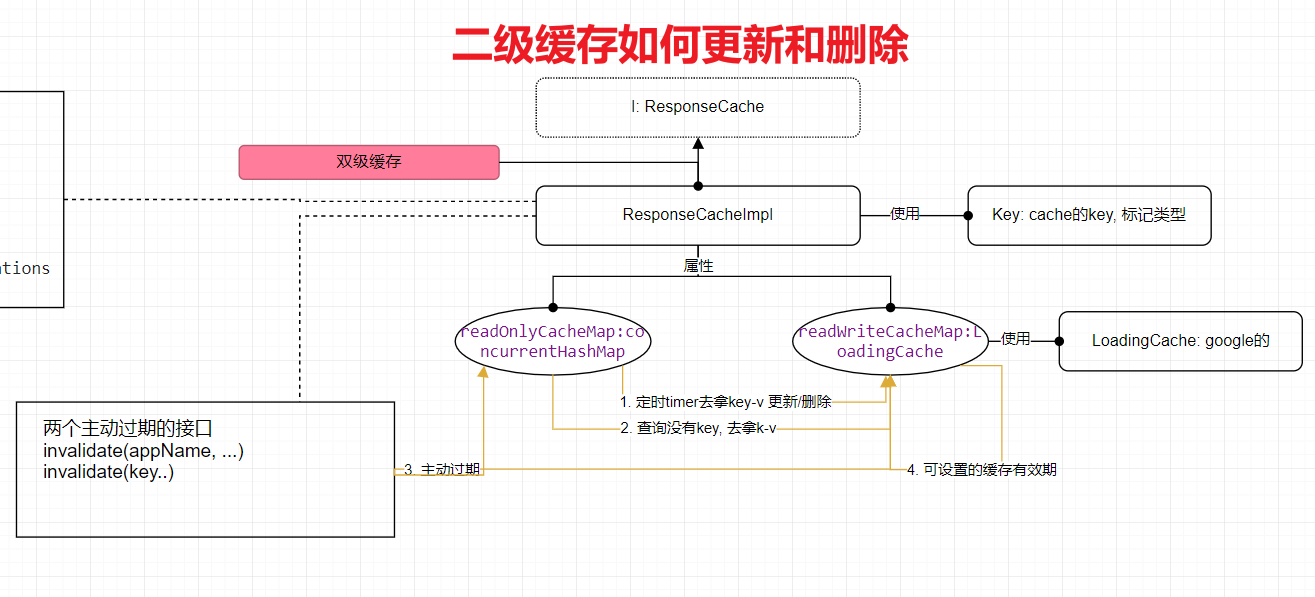 二级缓存如何更新和删除
I: ResponseCache
双级缓存
ResponseCacheImpl
使用
Key: cache的key, 标记类型
ations
属性
readOnlyCacheMap:co
ncurrentHashMap
readWriteCacheMap:L
oadingCache
使用
LoadingCache: google的
1. 定时timer去拿key-v 更新/删除
2. 查询没有key, 去拿k-v
两个主动过期的接口
invalidate(appName, ...)
invalidate(key..)
3. 主动过期
4. 可设置的缓存有效期